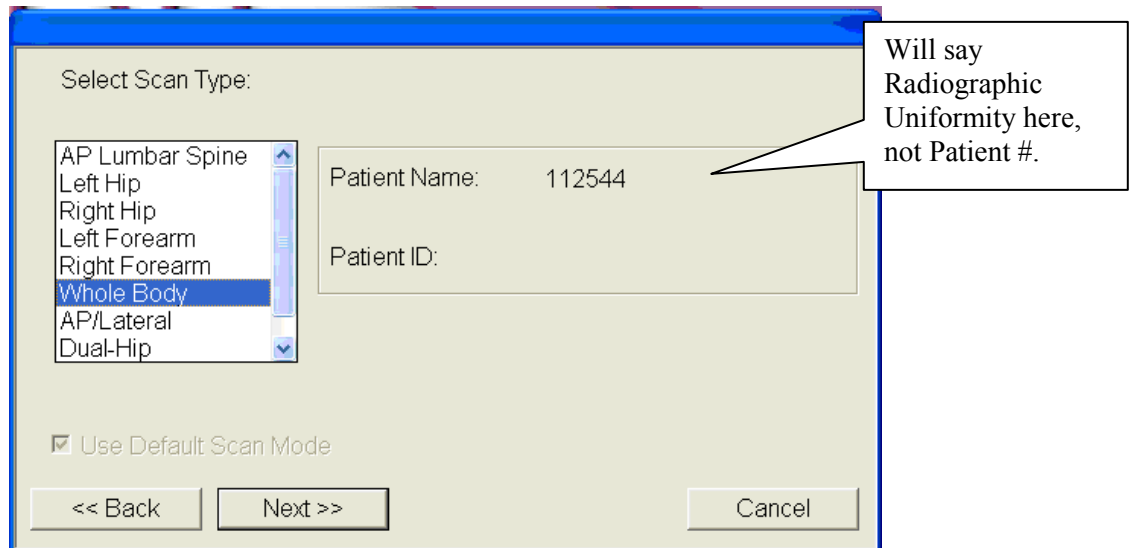 Select Scan Type:
Will say
Radiographic
Uniformity here,
not Patient #.
AP Lumbar Spine
Left Hip
Right Hip
Left Forearm
Right Forearm
Whole Body
AP/Lateral
Dual-Hip
Patient Name: 112544
Patient ID:
Use Default Scan Mode
<< Back
Next >>
Cancel